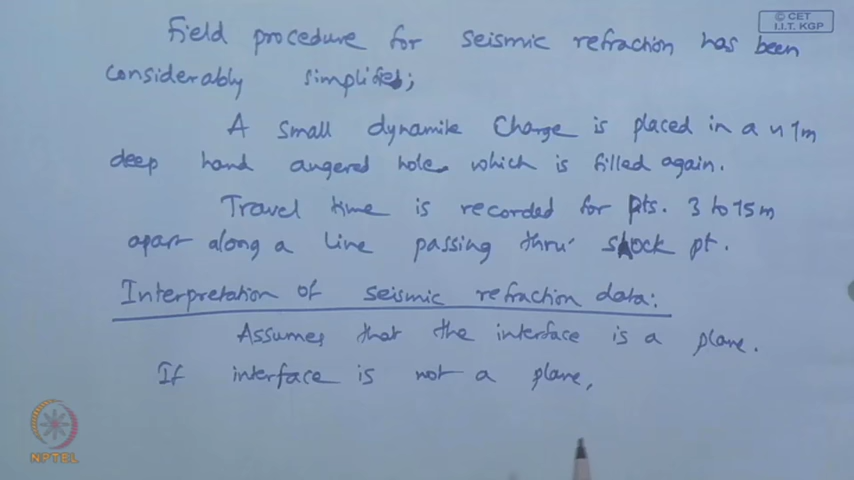 © CET
I.I.T. KGP
Field procedure for seismic refraction has been
considerably simplified;
A small dynamite charge is placed in a ~ 1m
deep hand augered hole which is filled again.
Travel time is recorded for pts. 3 to 15m
apart along a line passing thru' shock pt.
Interpretation of seismic refraction data:
Assumes that the interface is a plane.
If interface is not a plane,
NPTEL